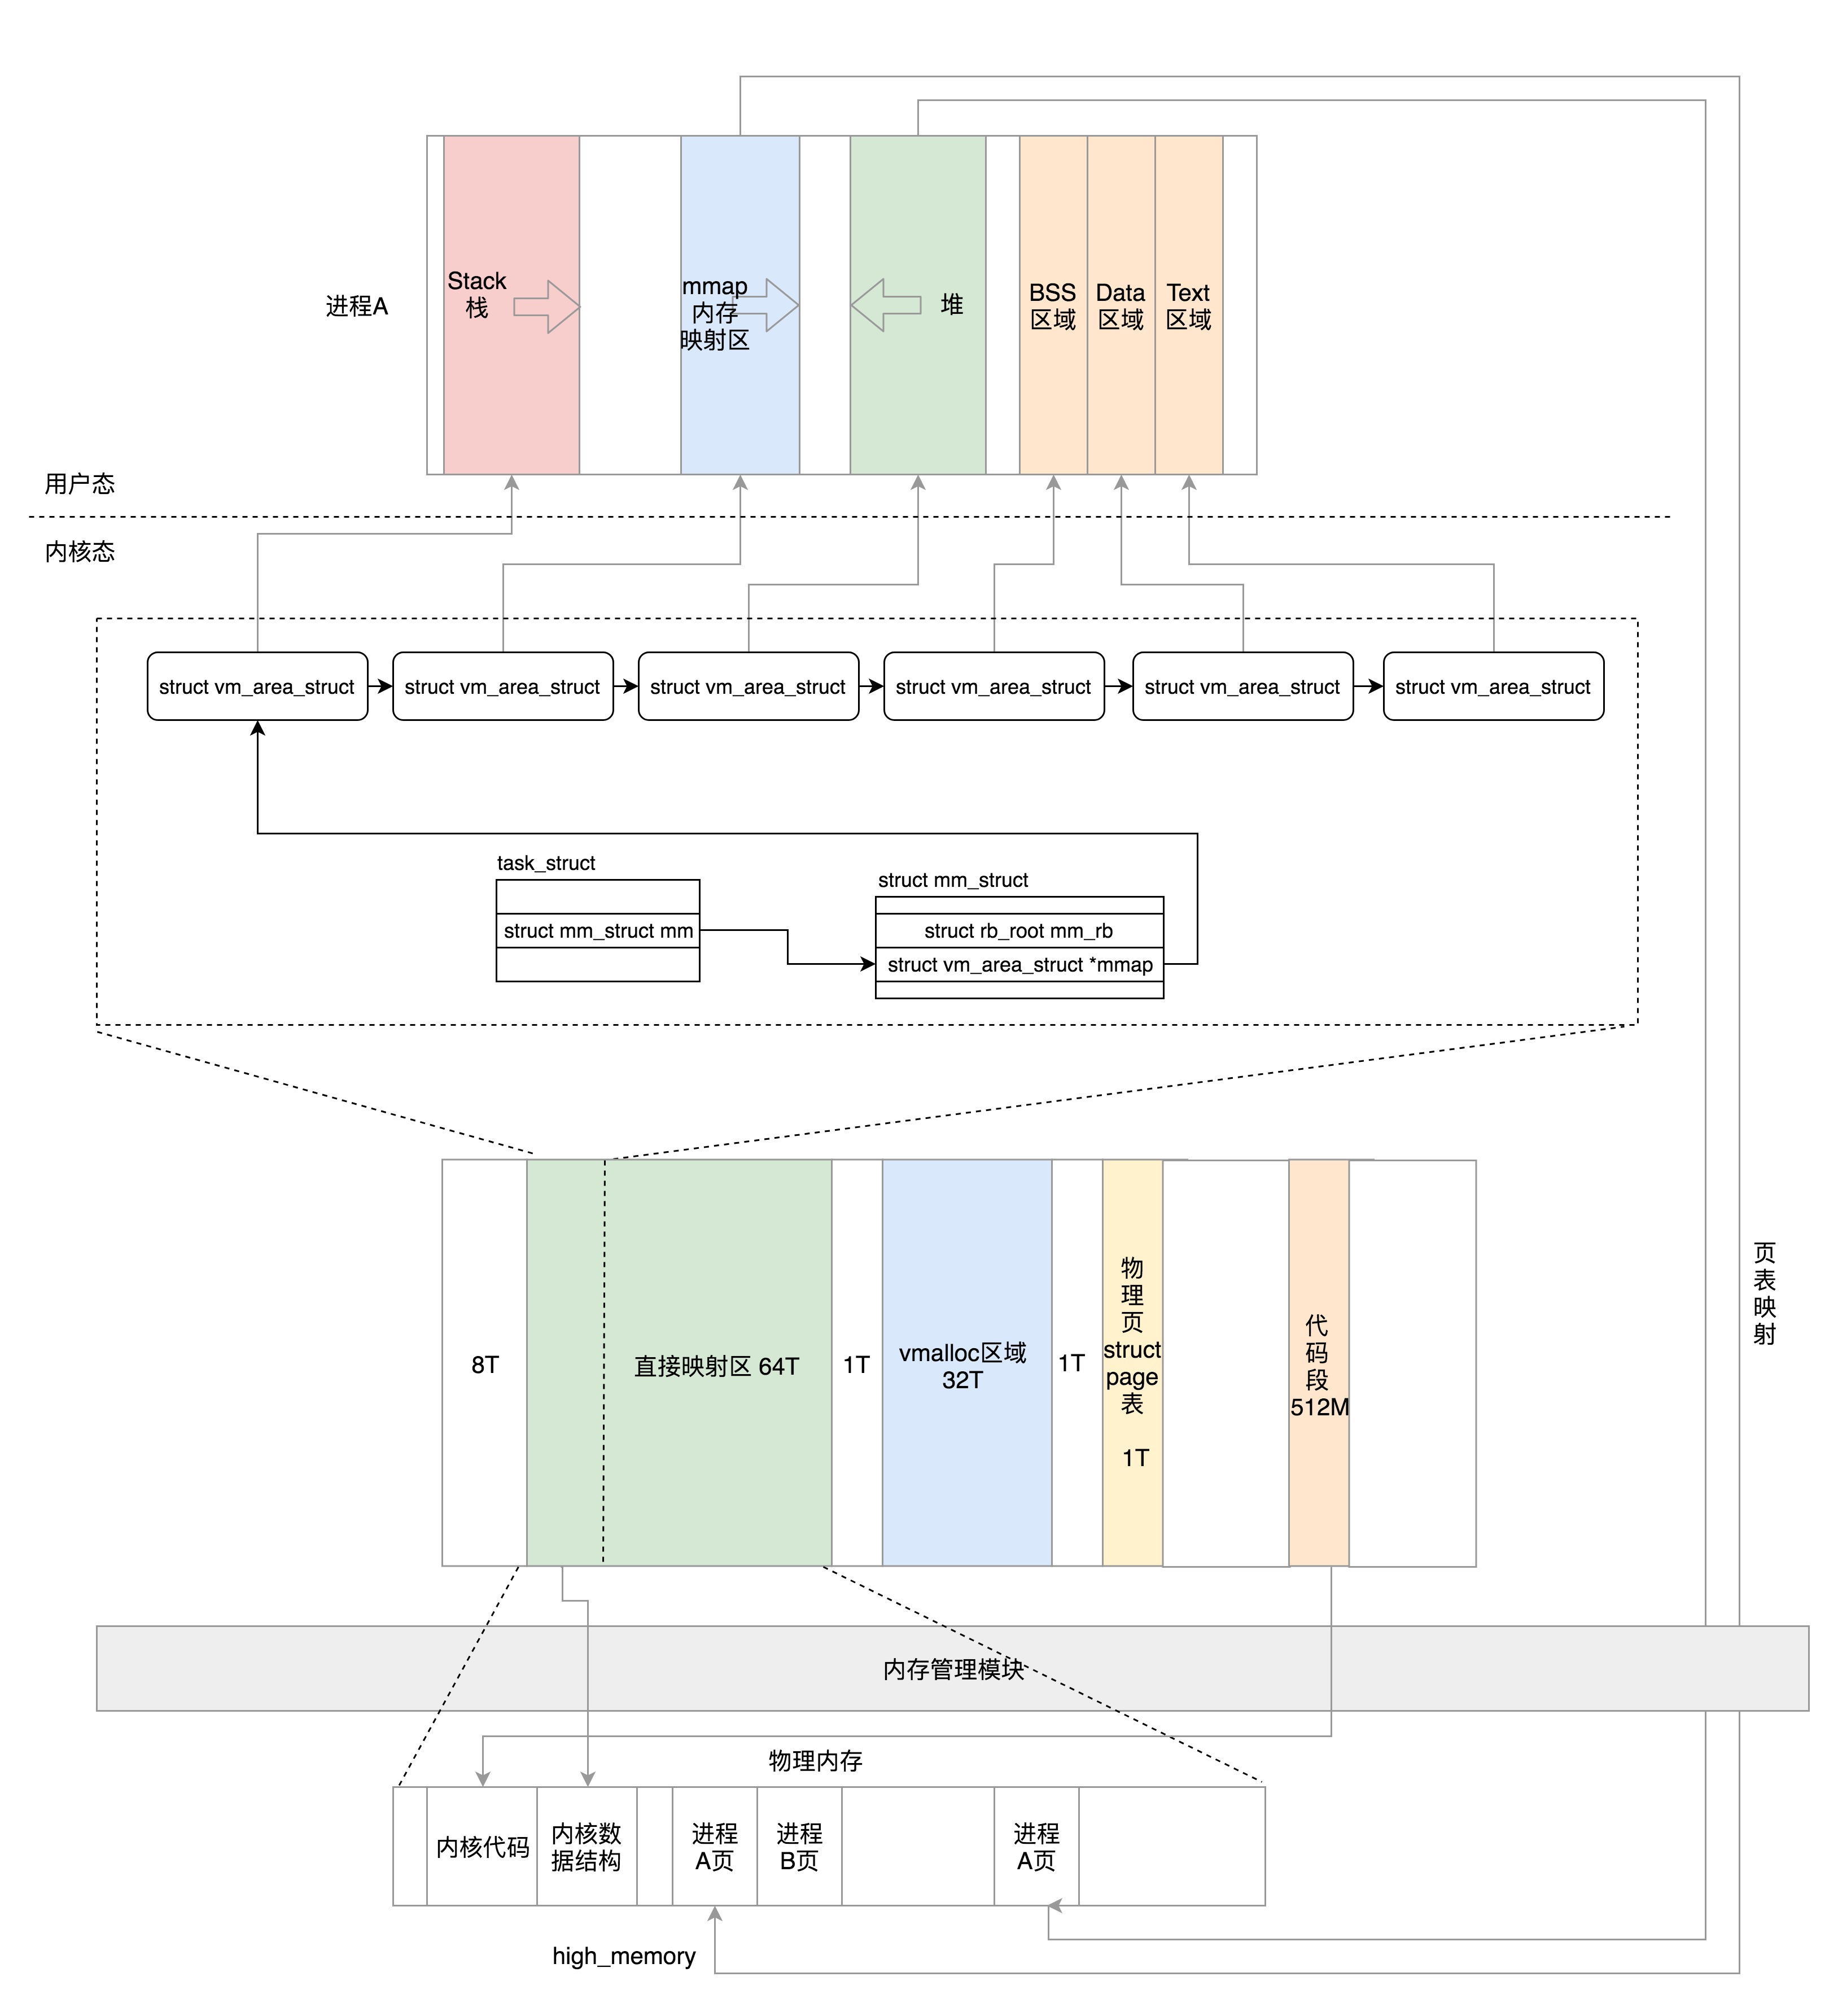 进程A
Stack
栈
mmap
内存
映射区
堆
BSS
区域
Data
区域
Text
区域
用户态
内核态
struct vm_area_struct
struct vm_area_struct
struct vm_area_struct
struct vm_area_struct
struct vm_area_struct
struct vm_area_struct
task_struct
struct mm_struct mm
struct mm_struct
struct rb_root mm_rb
struct vm_area_struct *mmap
8T
直接映射区 64T
1T
vmalloc区域
32T
1T
物
理
页
struct
page
表
1T
代
码
段
512M
页
表
映
射
内存管理模块
物理内存
内核代码
内核数
据结构
进程
A页
进程
B页
进程
A页
high_memory